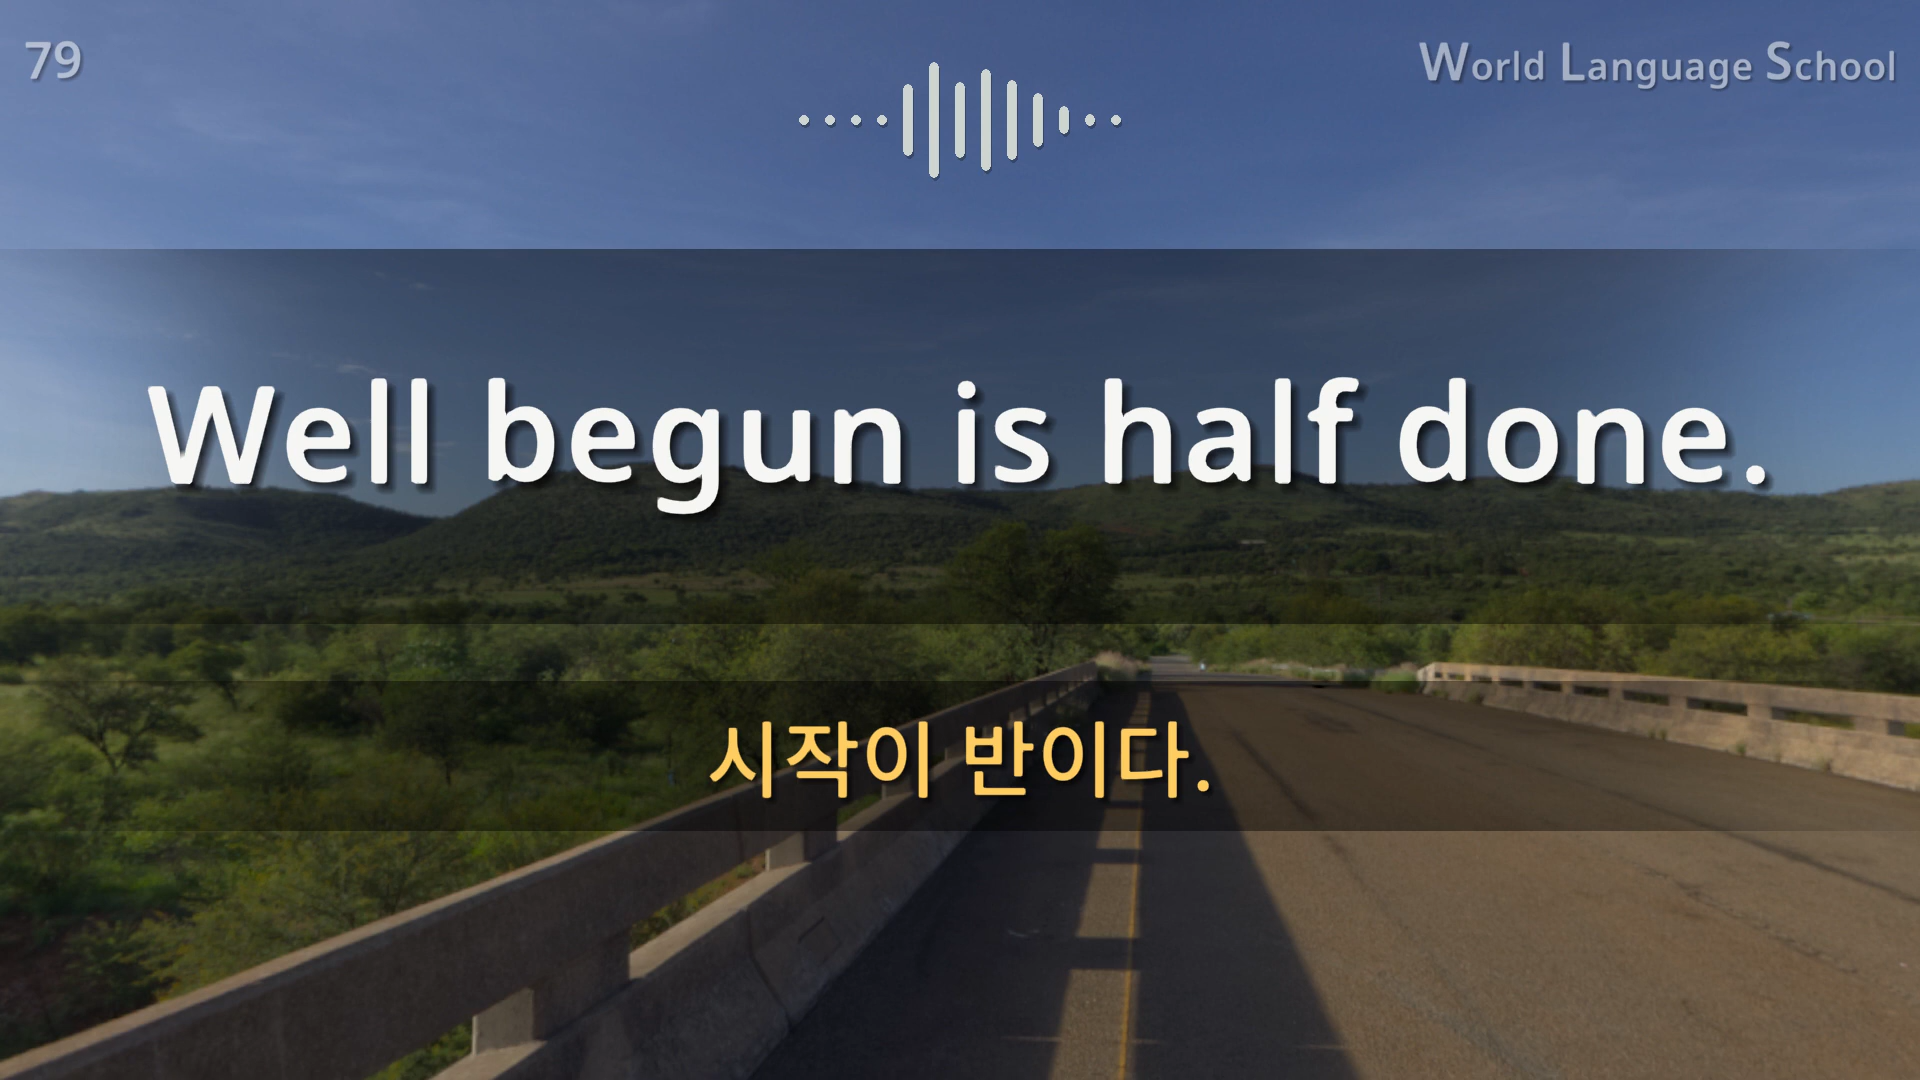 79
World Language School
Well begun is half done.
시작이 반이다.